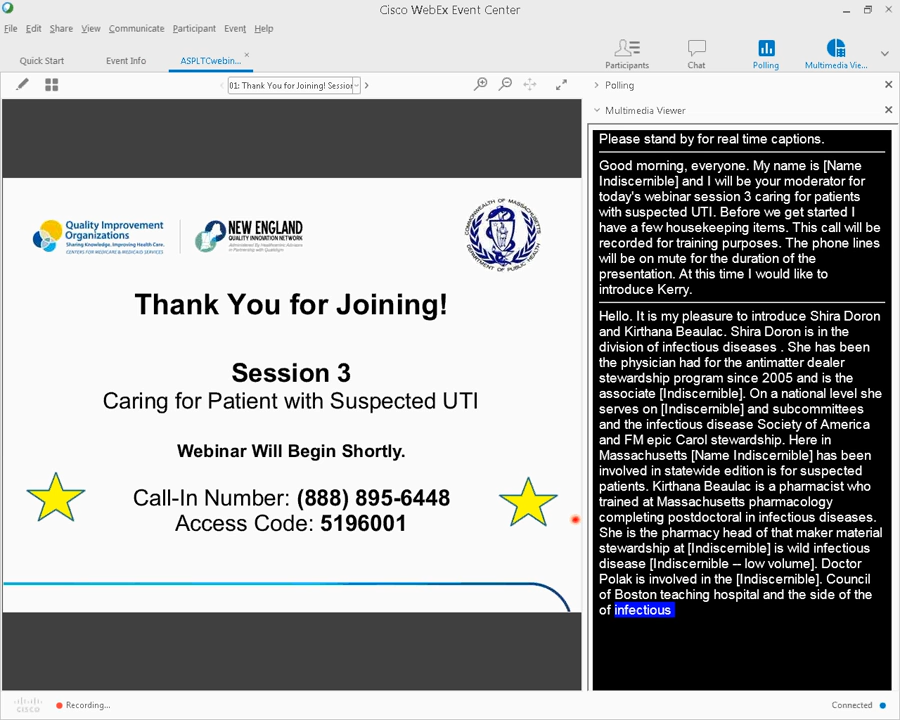 Cisco WebEx Event Center
File Edit Share View Communicate Participant Event Help
Quick Start
Event Info
ASPLTCwebin...
Participants
Chat
Polling
Multimedia Vie...
01: Thank You for Joining! Session
Polling
Multimedia Viewer
Quality Improvement
Organizations
Sharing Knowledge. Improving Health Care.
CENTERS FOR MEDICARE & MEDICAID SERVICES
NEW ENGLAND
QUALITY INNOVATION NETWORK
COMMONWEALTH OF MASSACHUSETTS
DEPARTMENT OF PUBLIC HEALTH
Thank You for Joining!
Session 3
Caring for Patient with Suspected UTI
Webinar Will Begin Shortly.
Call-In Number: (888) 895-6448
Access Code: 5196001
Please stand by for real time captions.
Good morning, everyone. My name is [Name
Indiscernible] and I will be your moderator for
today's webinar session 3 caring for patients
with suspected UTI. Before we get started I
have a few housekeeping items. This call will be
recorded for training purposes. The phone lines
will be on mute for the duration of the
presentation. At this time I would like to
introduce Kerry.
Hello. It is my pleasure to introduce Shira Doron
and Kirthana Beaulac. Shira Doron is in the
division of infectious diseases . She has been
the physician had for the antimatter dealer
stewardship program since 2005 and is the
associate [Indiscernible]. On a national level she
serves on [Indiscernible] and subcommittees
and the infectious disease Society of America
and FM epic Carol stewardship. Here in
Massachusetts [Name Indiscernible] has been
involved in statewide edition is for suspected
patients. Kirthana Beaulac is a pharmacist who
trained at Massachusetts pharmacology
completing postdoctoral in infectious diseases.
She is the pharmacy head of that maker material
stewardship at [Indiscernible] is wild infectious
disease [Indiscernible -- low volume]. Doctor
Polak is involved in the [Indiscernible]. Council
of Boston teaching hospital and the side of the
of infectious
cisco
Recording...
Connected